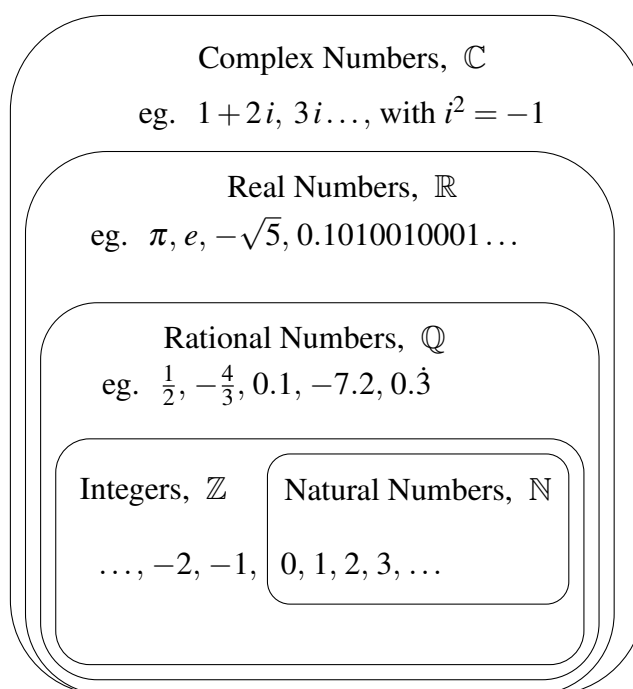 Complex Numbers, ℂ
eg. 1+2i, 3i…, with i² = −1
Real Numbers, ℝ
eg. π, e, −√5, 0.1010010001…
Rational Numbers, ℚ
eg. 1/2, −4/3, 0.1, −7.2, 0.3̇
Integers, ℤ Natural Numbers, ℕ
…, −2, −1, 0, 1, 2, 3, …